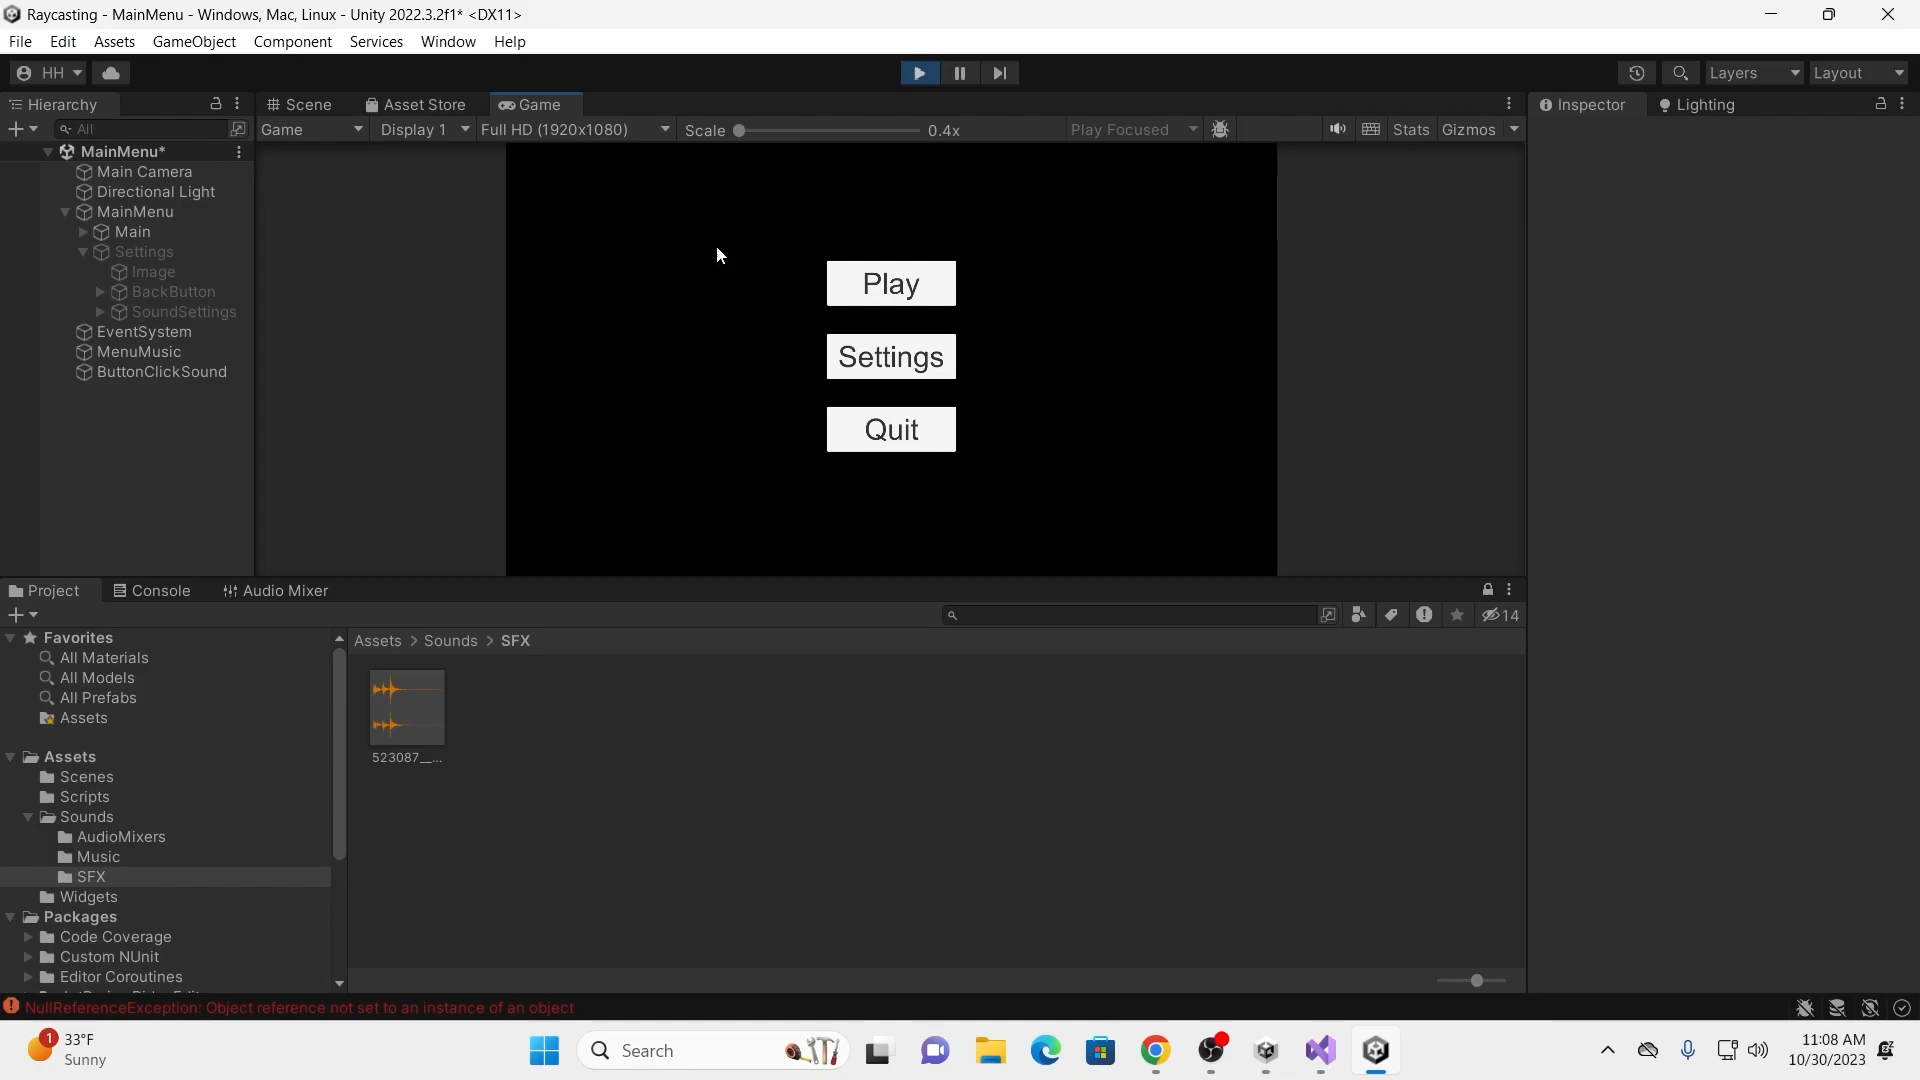 Raycasting - MainMenu - Windows, Mac, Linux - Unity 2022.3.2f1* <DX11>
File Edit Assets GameObject Component Services Window Help
HH Layers Layout
Hierarchy Scene Asset Store Game Inspector Lighting
All Game Display 1 Full HD (1920x1080) Scale 0.4x Play Focused Stats Gizmos
MainMenu*
Main Camera
Directional Light
MainMenu
Main
Settings
Image
BackButton
SoundSettings
EventSystem
MenuMusic
ButtonClickSound
Play
Settings
Quit
Project Console Audio Mixer
14
Favorites
All Materials
All Models
All Prefabs
Assets
Assets
Scenes
Scripts
Sounds
AudioMixers
Music
SFX
Widgets
Packages
Code Coverage
Custom NUnit
Editor Coroutines
Assets > Sounds > SFX
523087__...
NullReferenceException: Object reference not set to an instance of an object
1
33°F
Sunny
Search
11:08 AM
10/30/2023